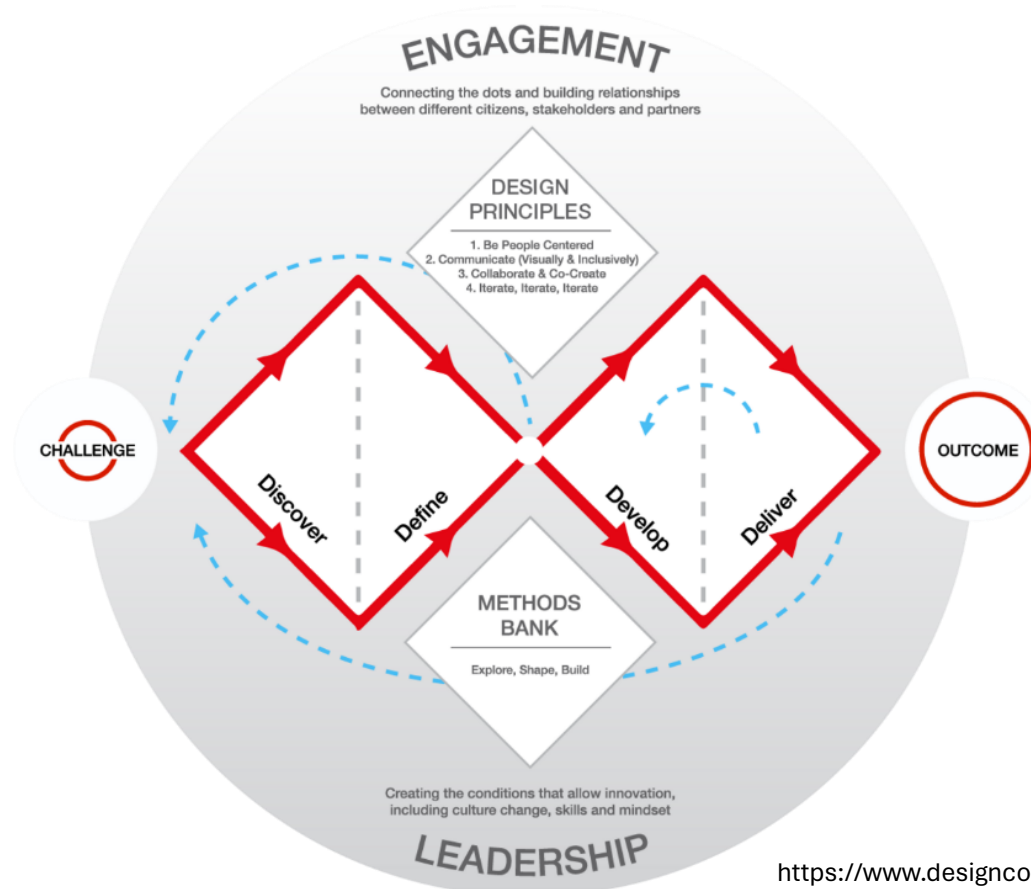 ENGAGEMENT
Connecting the dots and building relationships
between different citizens, stakeholders and partners
DESIGN
PRINCIPLES
1. Be People Centered
2. Communicate (Visually & Inclusively)
3. Collaborate & Co-Create
4. Iterate, Iterate, Iterate
CHALLENGE
OUTCOME
Discover
Define
Develop
Deliver
METHODS
BANK
Explore, Shape, Build
Creating the conditions that allow innovation,
including culture change, skills and mindset
LEADERSHIP
https://www.designco